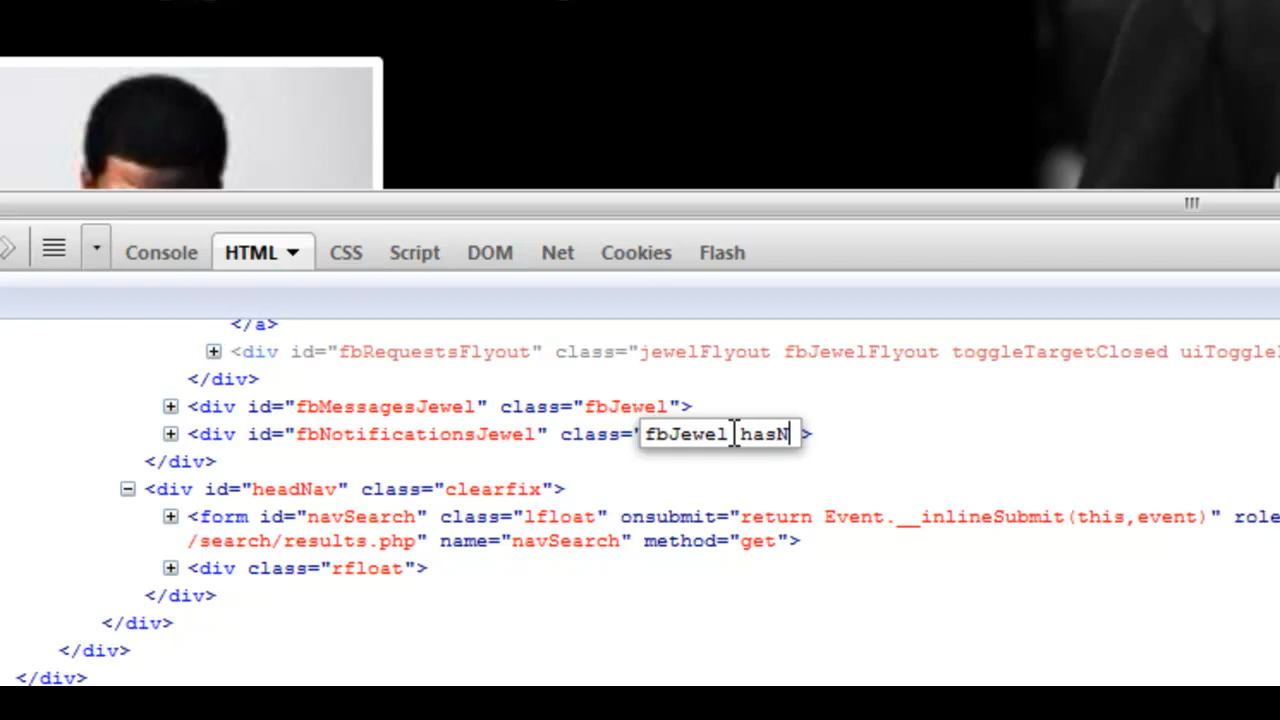 Console HTML CSS Script DOM Net Cookies Flash
</a>
<div id="fbRequestsFlyout" class="jewelFlyout fbJewelFlyout toggleTargetClosed uiToggle
</div>
<div id="fbMessagesJewel" class="fbJewel">
<div id="fbNotificationsJewel" class="fbJewel hasN >
</div>
<div id="headNav" class="clearfix">
<form id="navSearch" class="lfloat" onsubmit="return Event.__inlineSubmit(this,event)" role
/search/results.php" name="navSearch" method="get">
<div class="rfloat">
</div>
</div>
</div>
</div>